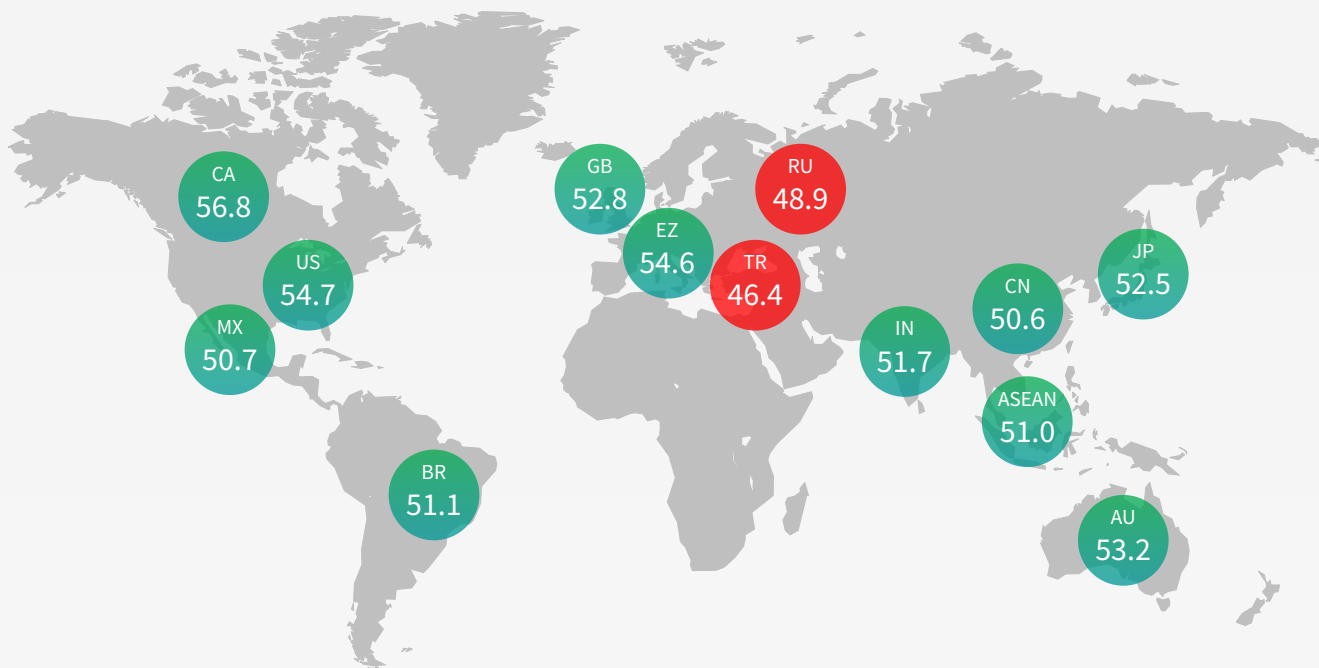 CA
56.8
US
54.7
MX
50.7
BR
51.1
GB
52.8
EZ
54.6
RU
48.9
TR
46.4
IN
51.7
CN
50.6
JP
52.5
ASEAN
51.0
AU
53.2